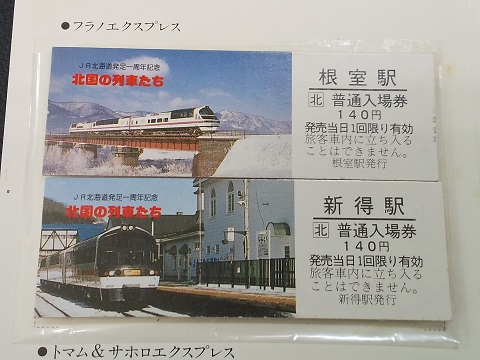 ●フラノエクスプレス
JR北海道発足一周年記念
北国の列車たち
根室駅
北 普通入場券
140円
発売当日1回限り有効
旅客車内に立ち入る
ことはできません。
根室駅発行
JR北海道発足一周年記念
北国の列車たち
新得駅
北 普通入場券
140円
発売当日1回限り有効
旅客車内に立ち入る
ことはできません。
新得駅発行
●トマム&サホロエクスプレス